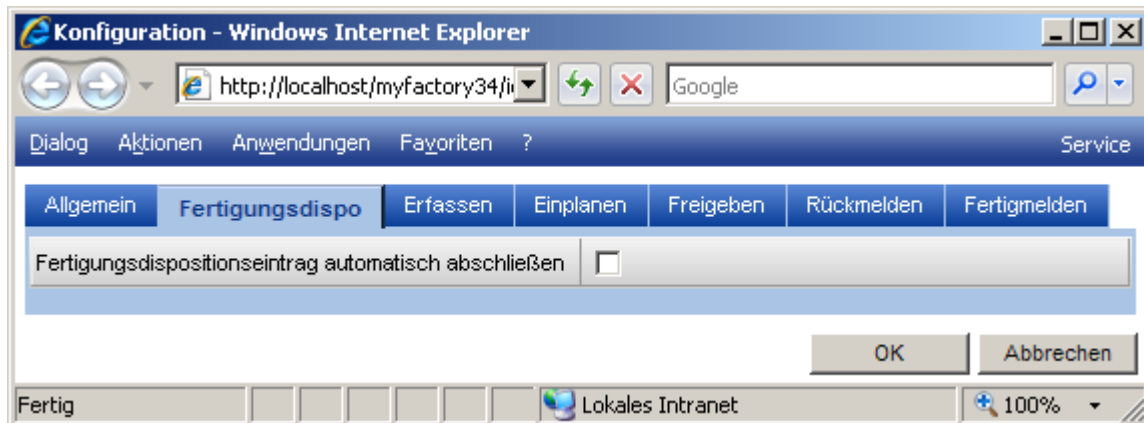 Konfiguration - Windows Internet Explorer
http://localhost/myfactory34/i
Google
Dialog Aktionen Anwendungen Favoriten ? Service
Allgemein Fertigungsdispo Erfassen Einplanen Freigeben Rückmelden Fertigmelden
Fertigungsdispositionseintrag automatisch abschließen
OK Abbrechen
Fertig Lokales Intranet 100%